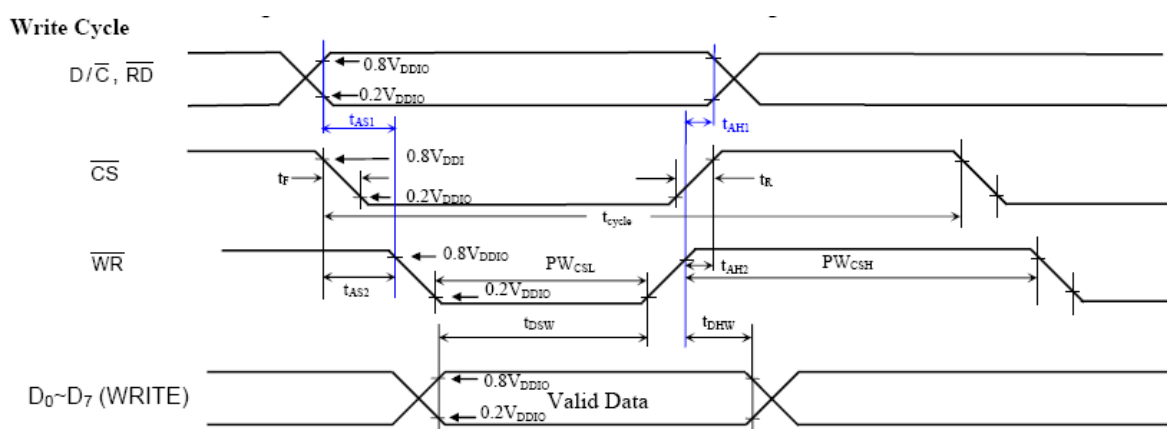 Write Cycle
D/C, RD
0.8VDDIO
0.2VDDIO
tAS1
tAH1
CS
0.8VDDI
tF
tR
0.2VDDIO
tcycle
WR
0.8VDDIO
PWCSL
tAH2
PWCSH
tAS2
0.2VDDIO
tDSW
tDHW
D0~D7 (WRITE)
0.8VDDIO
Valid Data
0.2VDDIO